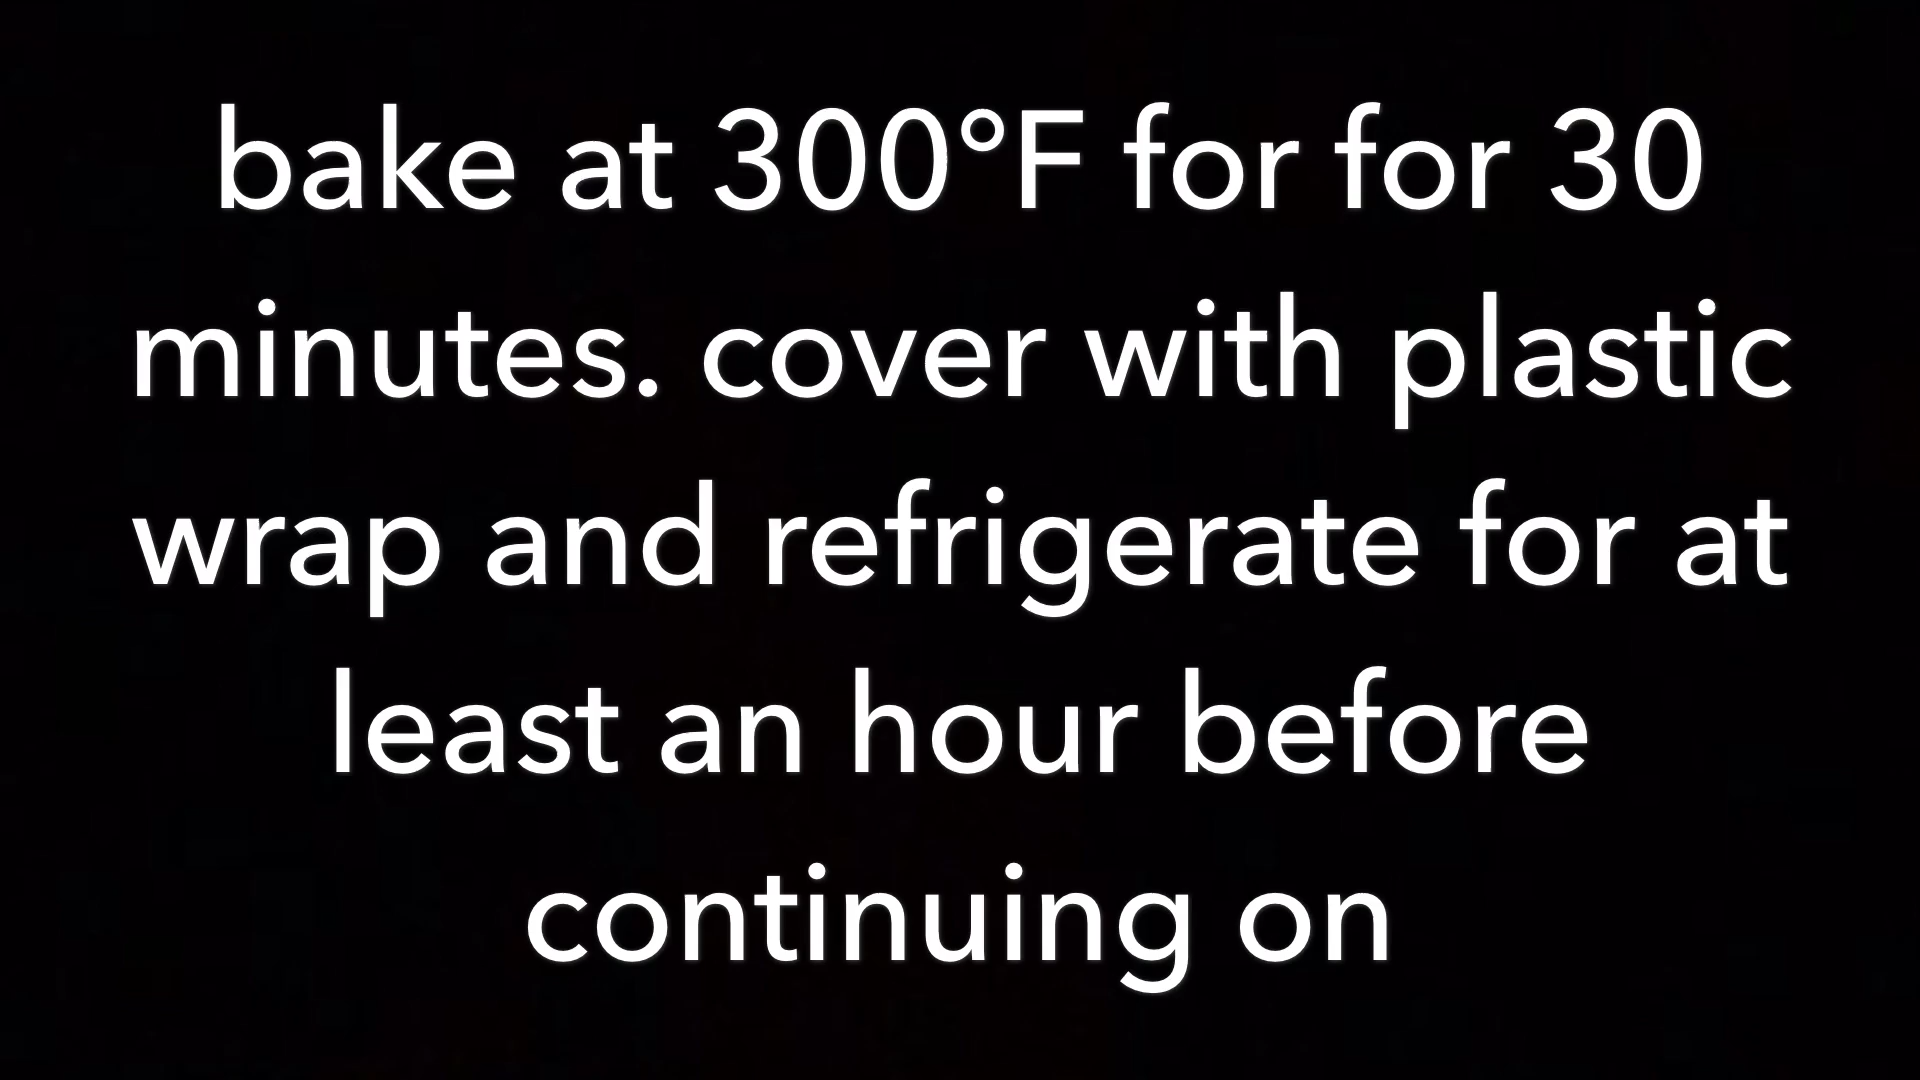 bake at 300°F for for 30
minutes. cover with plastic
wrap and refrigerate for at
least an hour before
continuing on